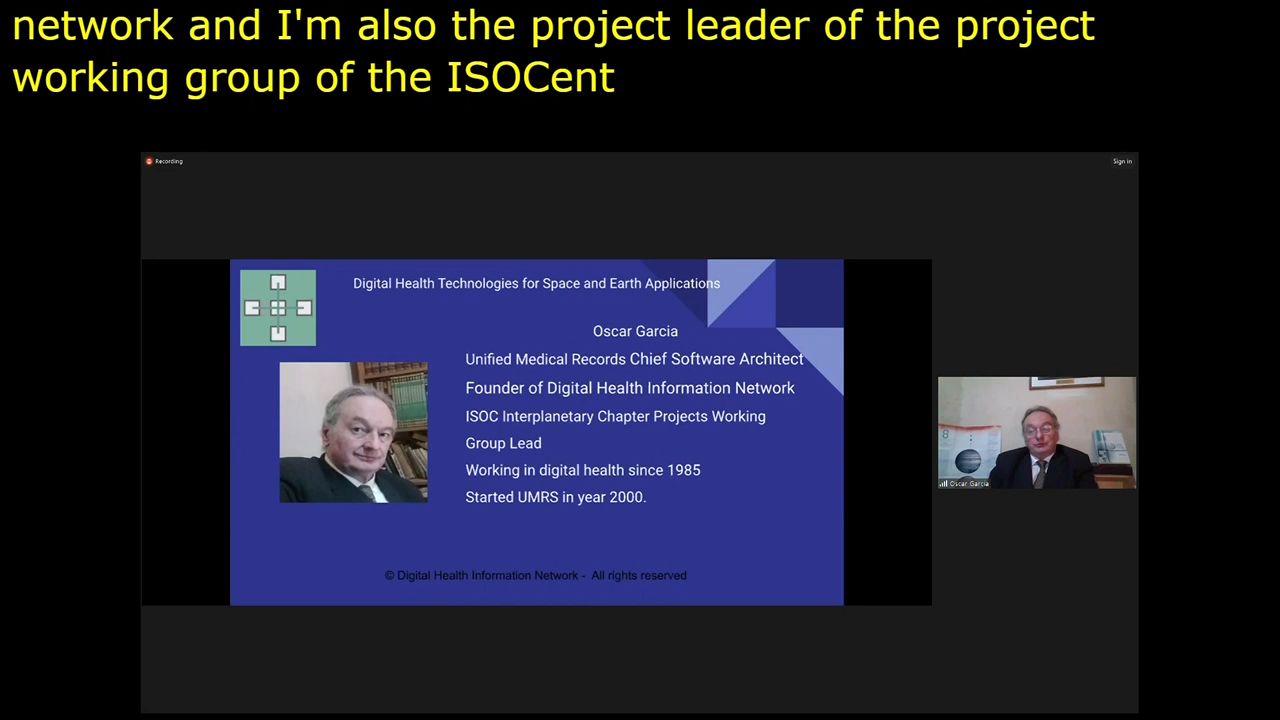 network and I'm also the project leader of the project
working group of the ISOCent
Recording
Sign in
Digital Health Technologies for Space and Earth Applications
Oscar Garcia
Unified Medical Records Chief Software Architect
Founder of Digital Health Information Network
ISOC Interplanetary Chapter Projects Working
Group Lead
Working in digital health since 1985
Started UMRS in year 2000.
© Digital Health Information Network - All rights reserved
8
Oscar Garcia